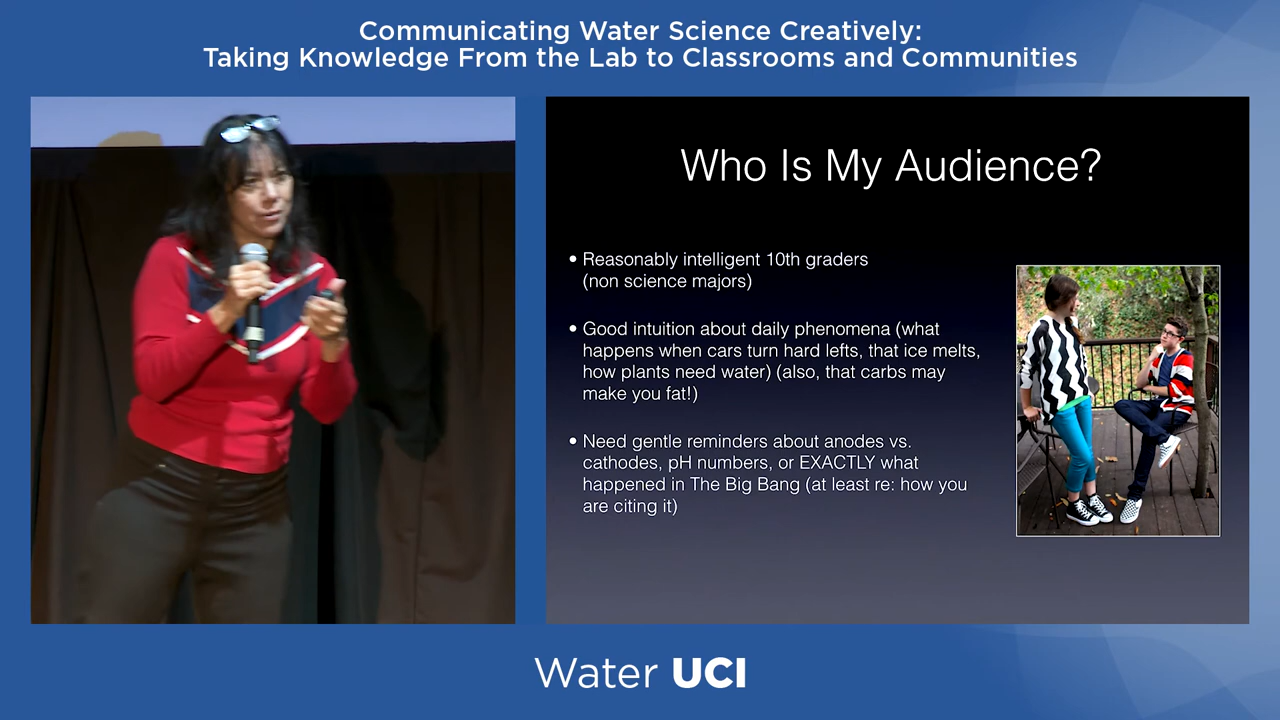 Communicating Water Science Creatively:
Taking Knowledge From the Lab to Classrooms and Communities
Who Is My Audience?
• Reasonably intelligent 10th graders
(non science majors)
• Good intuition about daily phenomena (what
happens when cars turn hard lefts, that ice melts,
how plants need water) (also, that carbs may
make you fat!)
• Need gentle reminders about anodes vs.
cathodes, pH numbers, or EXACTLY what
happened in The Big Bang (at least re: how you
are citing it)
Water UCI